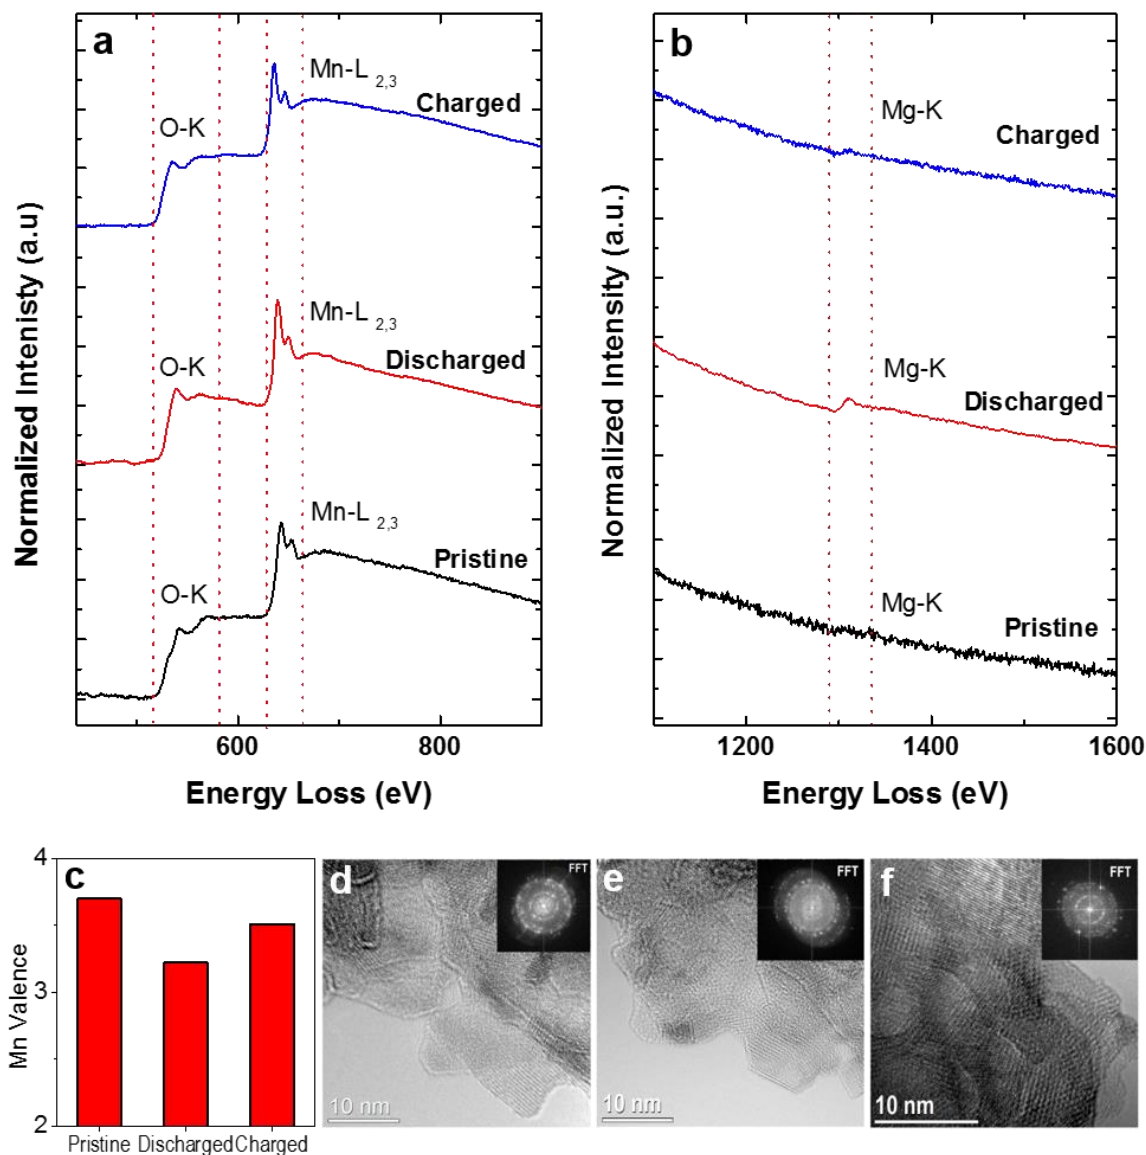 a
Mn-L 2,3
Charged
O-K
Mn-L 2,3
Discharged
O-K
Mn-L 2,3
Pristine
O-K
Normalized Intenisty (a.u)
600 800
Energy Loss (eV)
b
Mg-K
Charged
Mg-K
Discharged
Mg-K
Pristine
Normalized Intensity (a.u.)
1200 1400 1600
Energy Loss (eV)
c
4
3
2
Mn Valence
Pristine Discharged Charged
d
FFT
10 nm
e
FFT
10 nm
f
FFT
10 nm